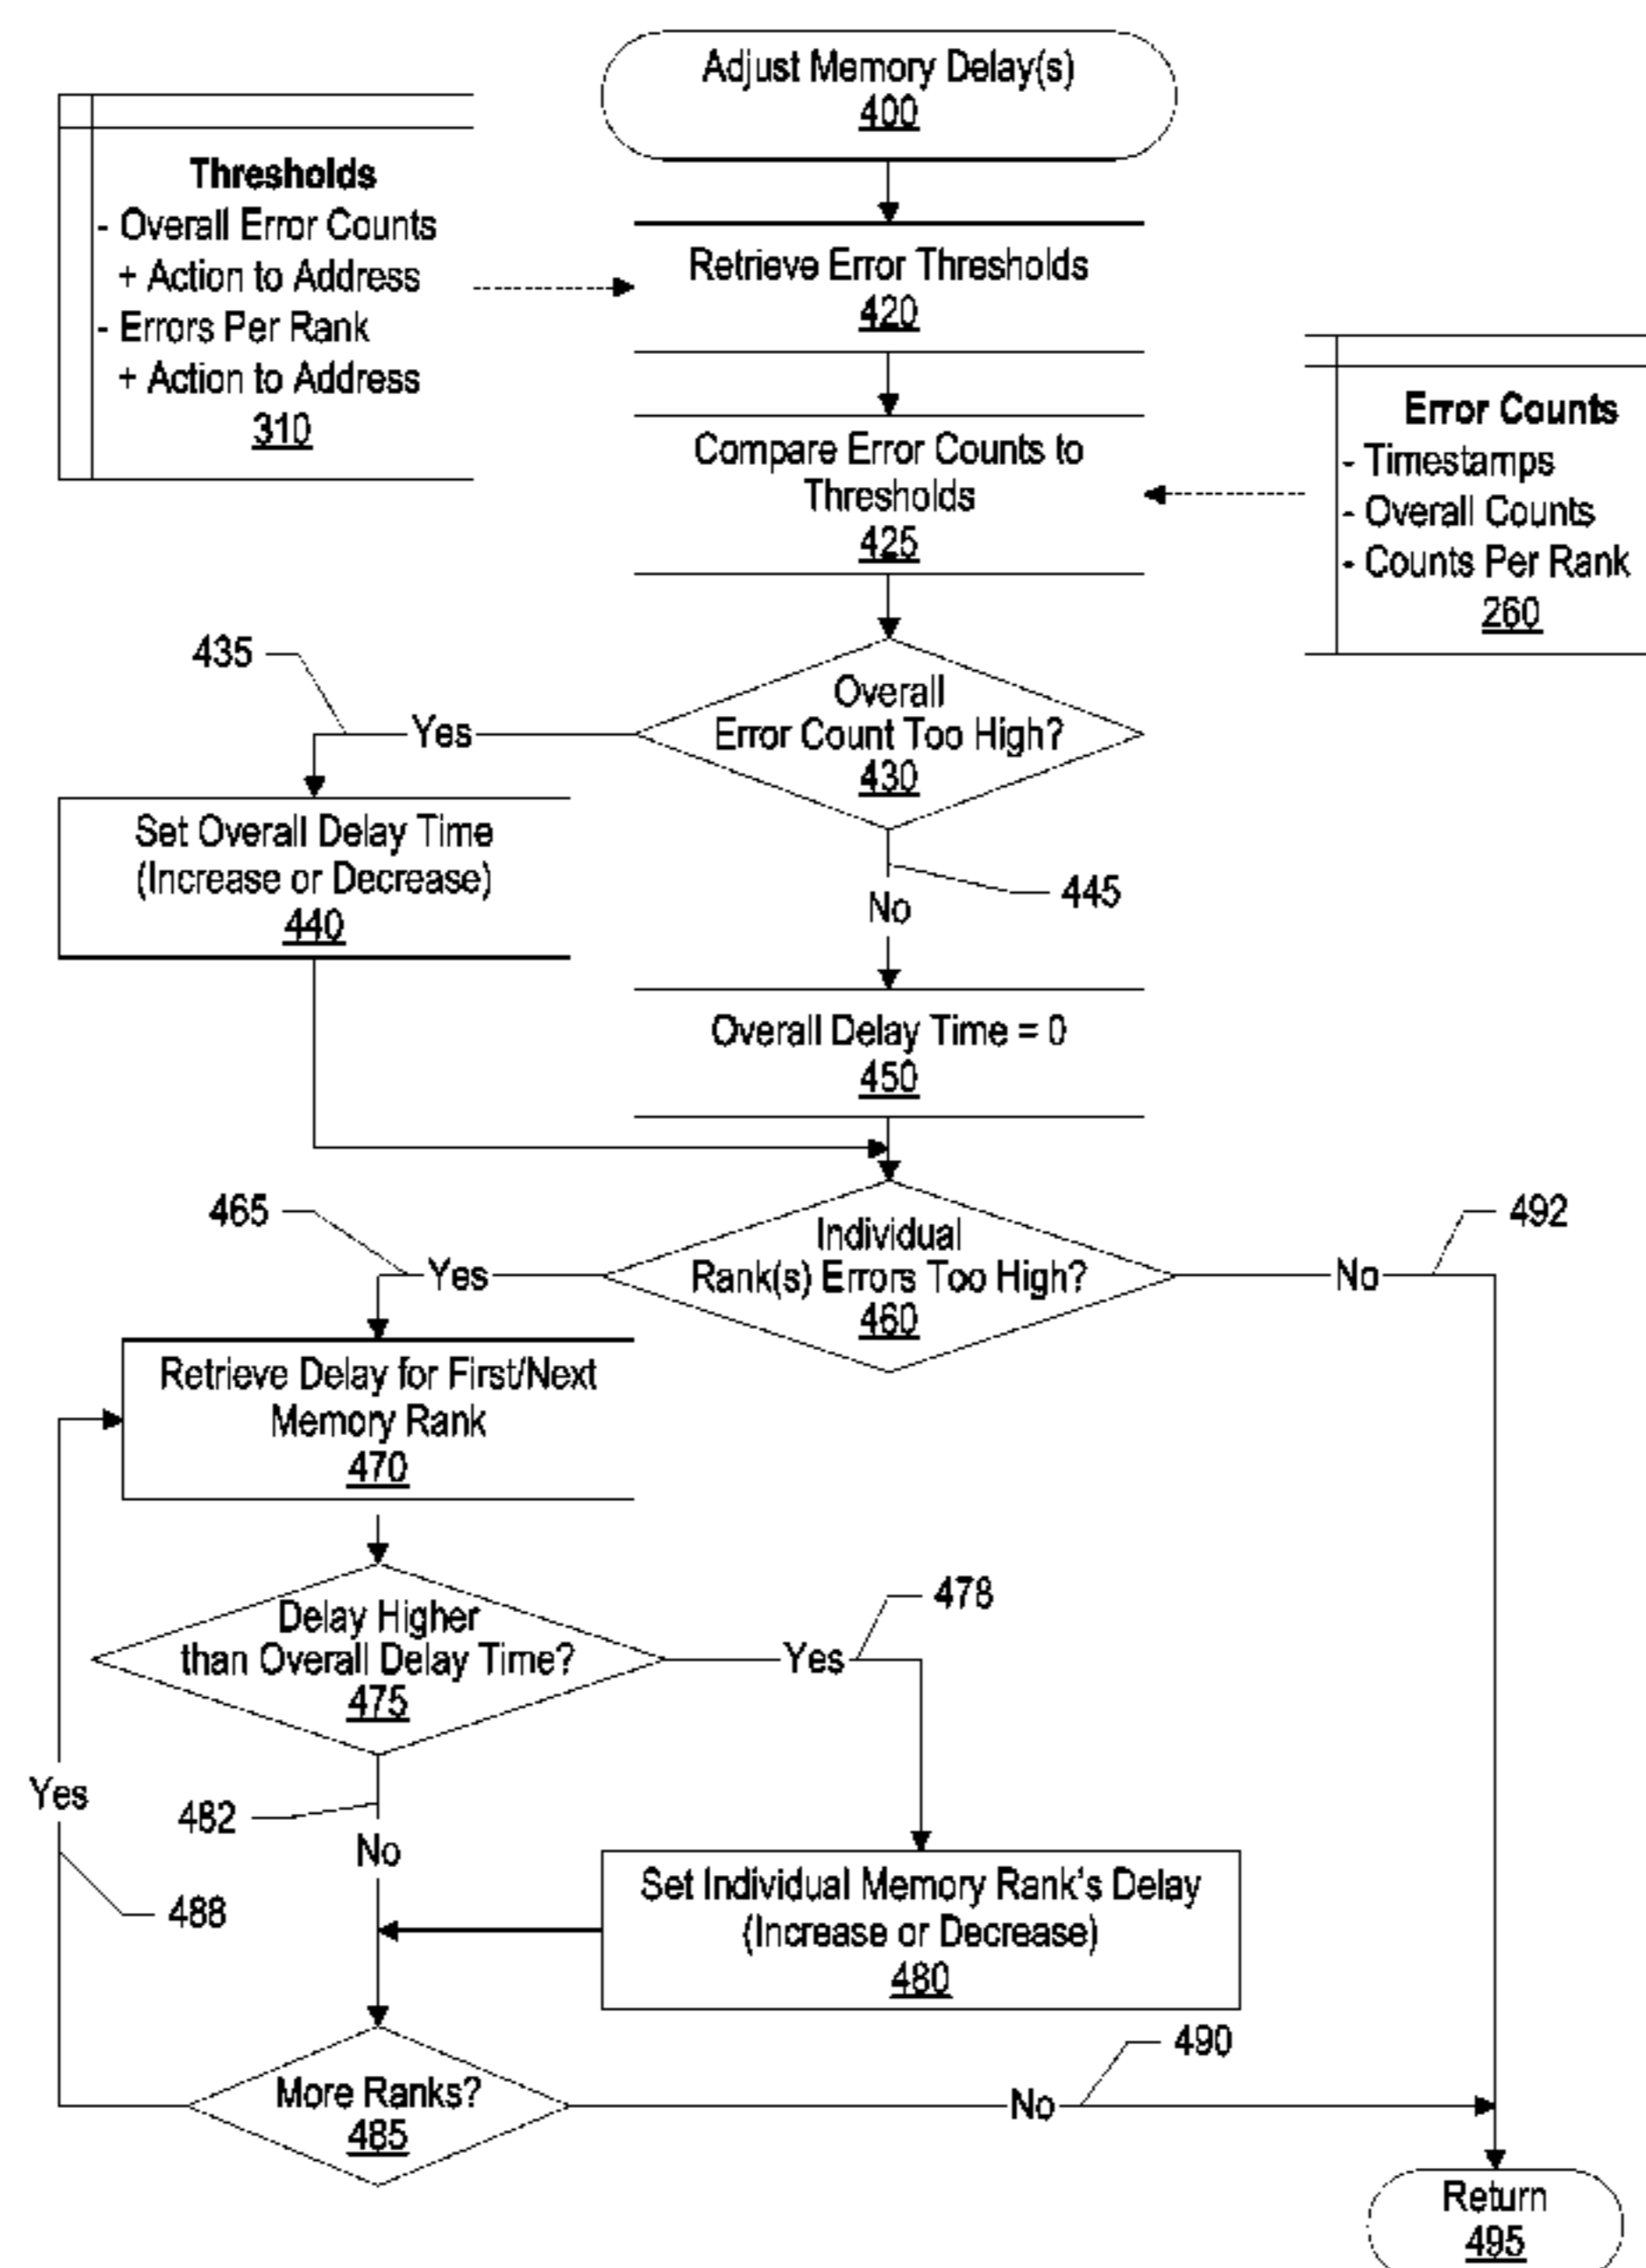 Adjust Memory Delay(s)
400
Thresholds
- Overall Error Counts
+ Action to Address
- Errors Per Rank
+ Action to Address
310
Retrieve Error Thresholds
420
Compare Error Counts to
Thresholds
425
Error Counts
- Timestamps
- Overall Counts
- Counts Per Rank
260
435
Yes
Overall
Error Count Too High?
430
Set Overall Delay Time
(Increase or Decrease)
440
445
No
Overall Delay Time = 0
450
465
Yes
Individual
Rank(s) Errors Too High?
460
No
492
Retrieve Delay for First/Next
Memory Rank
470
Delay Higher
than Overall Delay Time?
475
Yes
478
Yes
482
No
488
Set Individual Memory Rank's Delay
(Increase or Decrease)
480
More Ranks?
485
No
490
Return
495